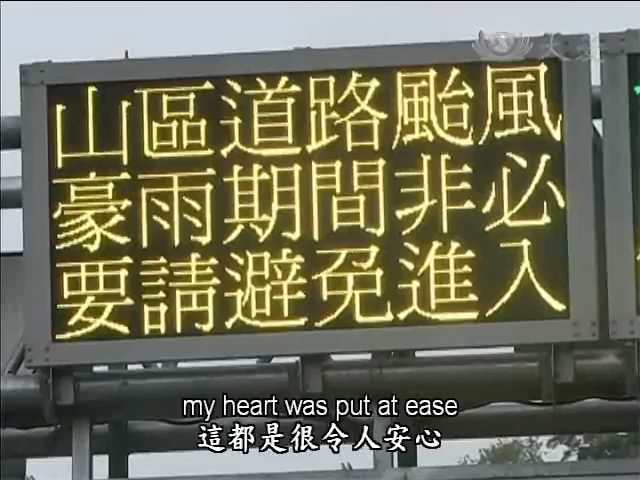 山區道路颱風
豪雨期間非必
要請避免進入
my heart was put at ease
這都是很令人安心